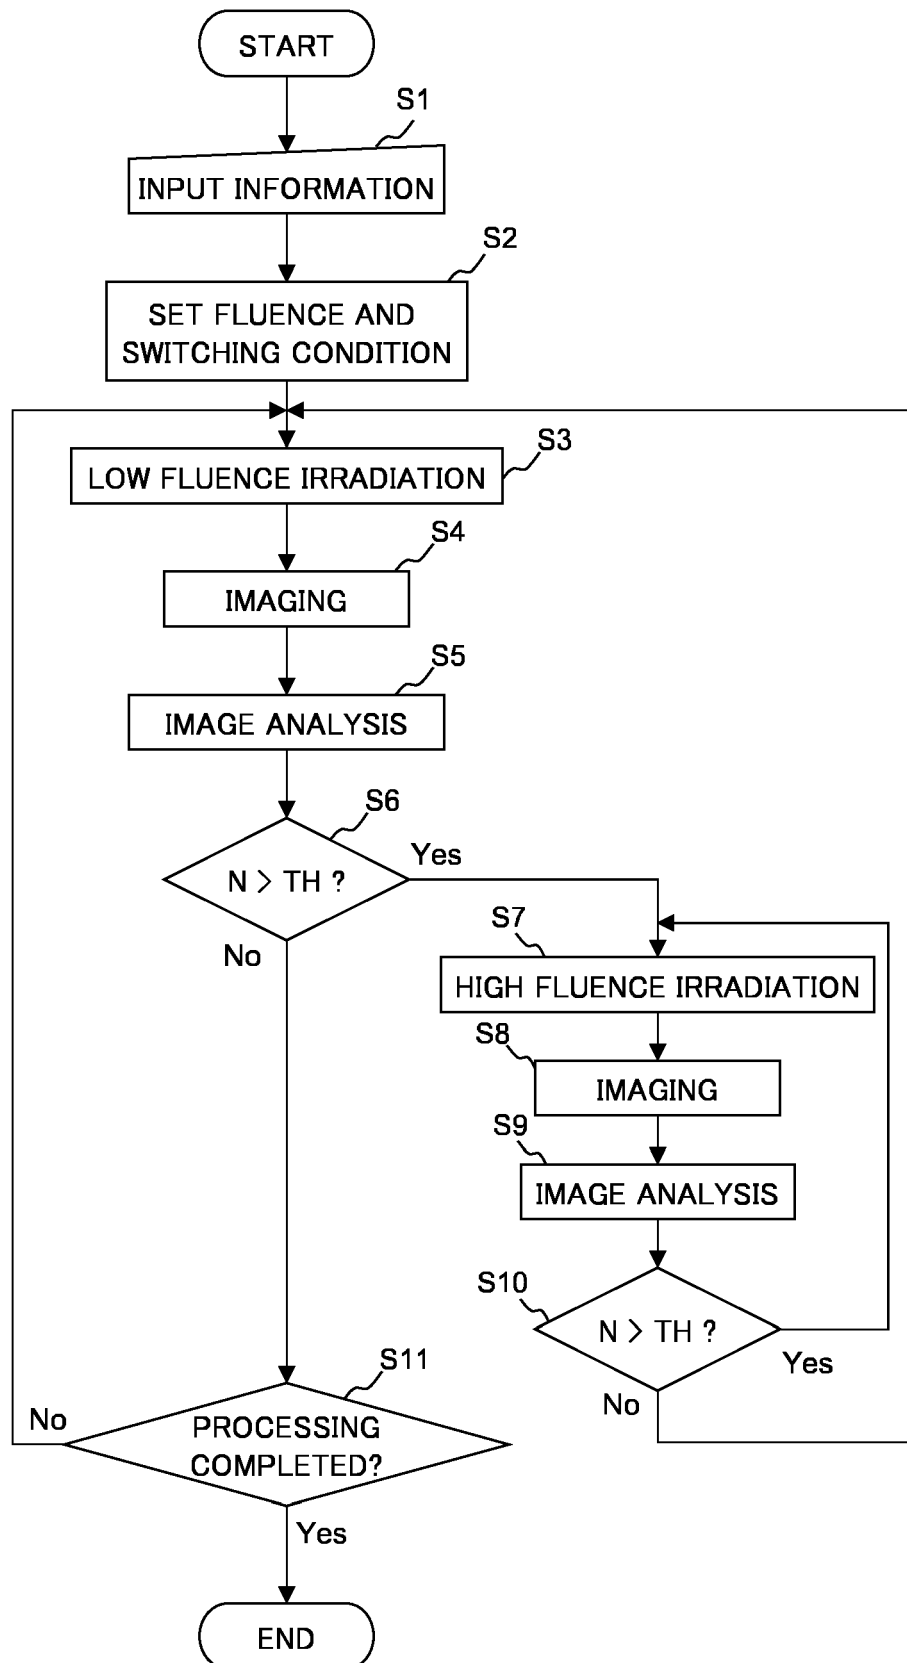 START
S1
INPUT INFORMATION
S2
SET FLUENCE AND
SWITCHING CONDITION
S3
LOW FLUENCE IRRADIATION
S4
IMAGING
S5
IMAGE ANALYSIS
S6
N > TH ?
Yes
No
S7
HIGH FLUENCE IRRADIATION
S8
IMAGING
S9
IMAGE ANALYSIS
S10
N > TH ?
Yes
No
S11
No
PROCESSING
COMPLETED?
Yes
END